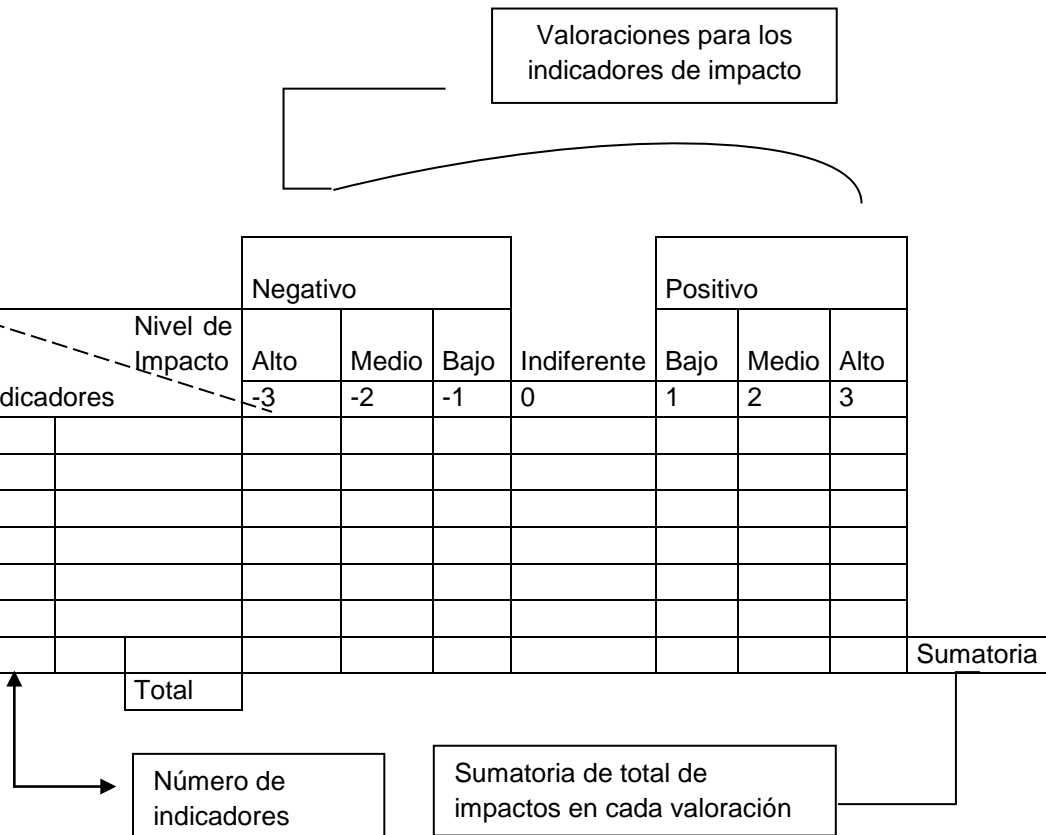 Valoraciones para los
indicadores de impacto
Negativo
Positivo
Nivel de
Impacto
Alto
Medio
Bajo
Indiferente
Bajo
Medio
Alto
dicadores
-3
-2
-1
0
1
2
3
Sumatoria
Total
Número de
indicadores
Sumatoria de total de
impactos en cada valoración